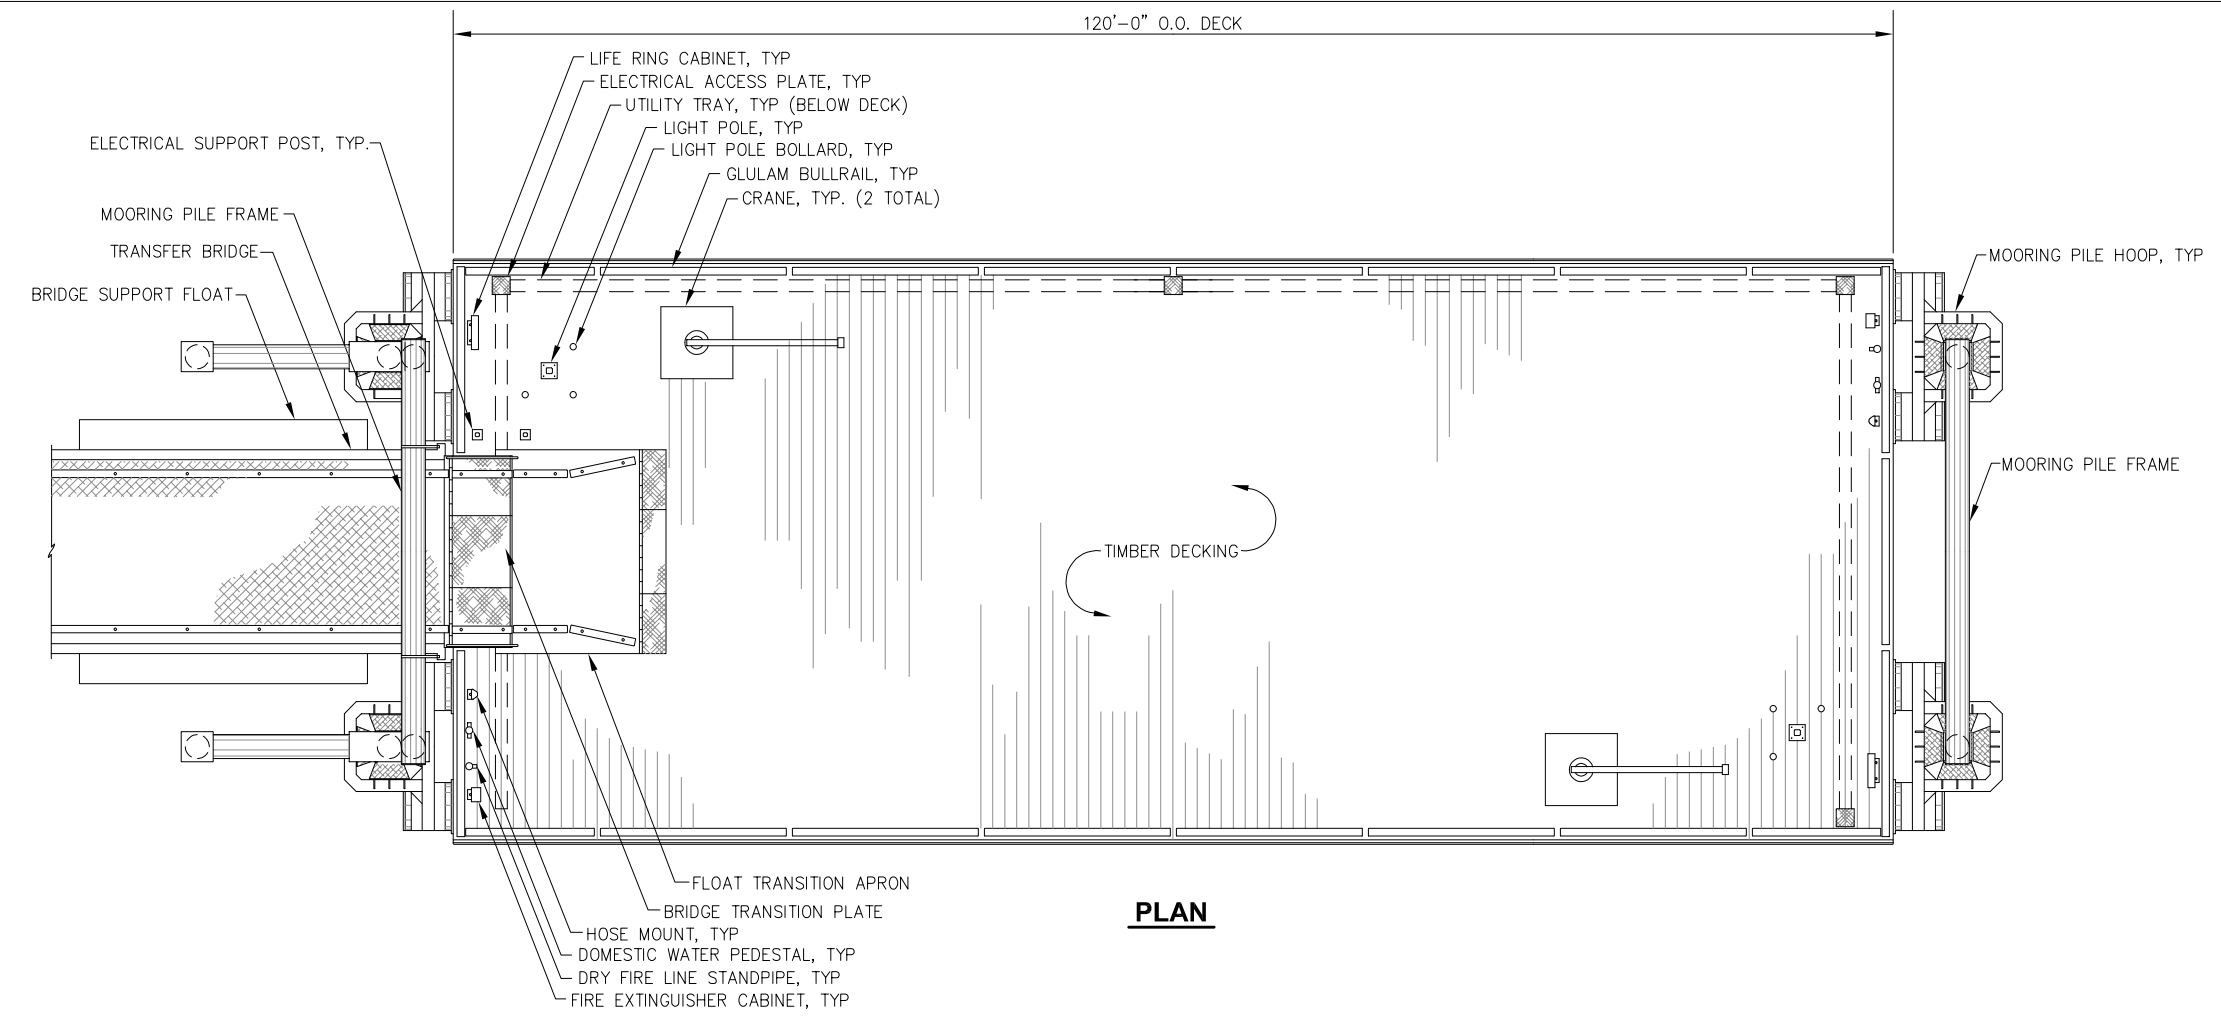 120'-0" O.O. DECK
LIFE RING CABINET, TYP
ELECTRICAL ACCESS PLATE, TYP
UTILITY TRAY, TYP (BELOW DECK)
LIGHT POLE, TYP
ELECTRICAL SUPPORT POST, TYP.
LIGHT POLE BOLLARD, TYP
GLULAM BULLRAIL, TYP
CRANE, TYP. (2 TOTAL)
MOORING PILE FRAME
TRANSFER BRIDGE
MOORING PILE HOOP, TYP
BRIDGE SUPPORT FLOAT
MOORING PILE FRAME
TIMBER DECKING
FLOAT TRANSITION APRON
BRIDGE TRANSITION PLATE
PLAN
HOSE MOUNT, TYP
DOMESTIC WATER PEDESTAL, TYP
DRY FIRE LINE STANDPIPE, TYP
FIRE EXTINGUISHER CABINET, TYP